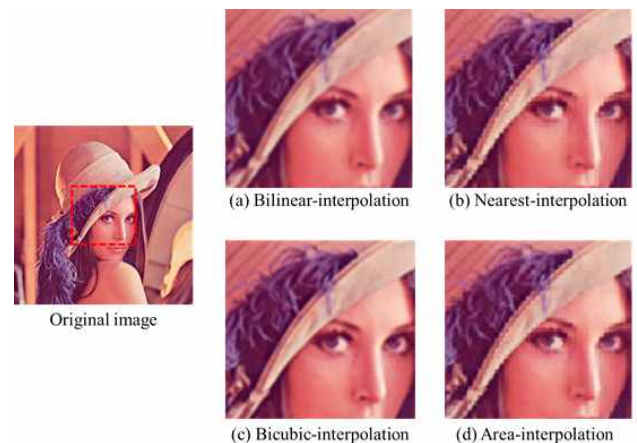 (a) Bilinear-interpolation
(b) Nearest-interpolation
Original image
(c) Bicubic-interpolation
(d) Area-interpolation